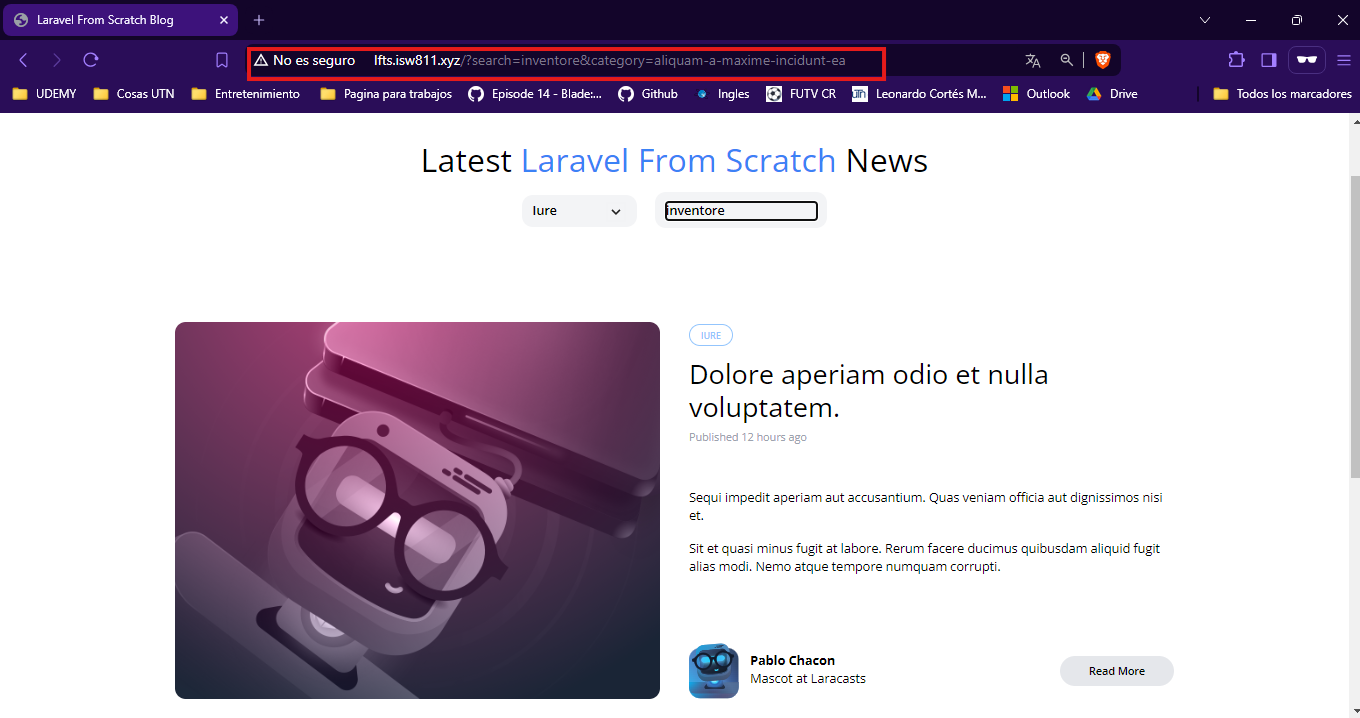 Laravel From Scratch Blog
No es seguro lfts.isw811.xyz/?search=inventore&category=aliquam-a-maxime-incidunt-ea
UDEMY Cosas UTN Entretenimiento Pagina para trabajos Episode 14 - Blade:... Github Ingles FUTV CR Leonardo Cortés M... Outlook Drive Todos los marcadores
Latest Laravel From Scratch News
Iure inventore
IURE
Dolore aperiam odio et nulla
voluptatem.
Published 12 hours ago
Sequi impedit aperiam aut accusantium. Quas veniam officia aut dignissimos nisi
et.
Sit et quasi minus fugit at labore. Rerum facere ducimus quibusdam aliquid fugit
alias modi. Nemo atque tempore numquam corrupti.
Pablo Chacon
Mascot at Laracasts
Read More